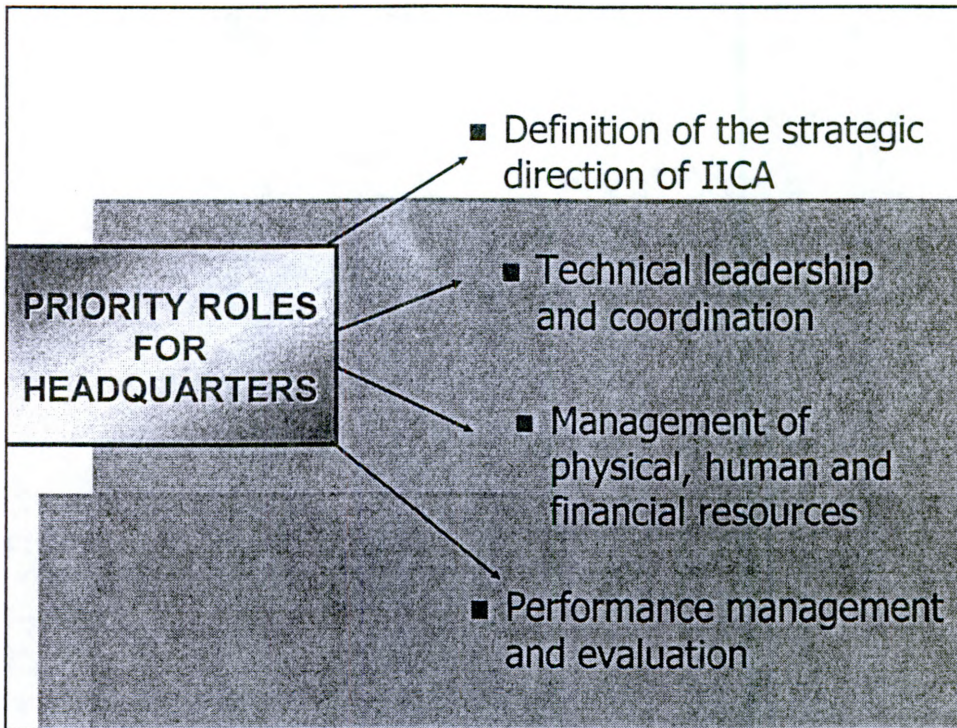 PRIORITY ROLES
FOR
HEADQUARTERS
■ Definition of the strategic
direction of IICA
■ Technical leadership
and coordination
■ Management of
physical, human and
financial resources
■ Performance management
and evaluation